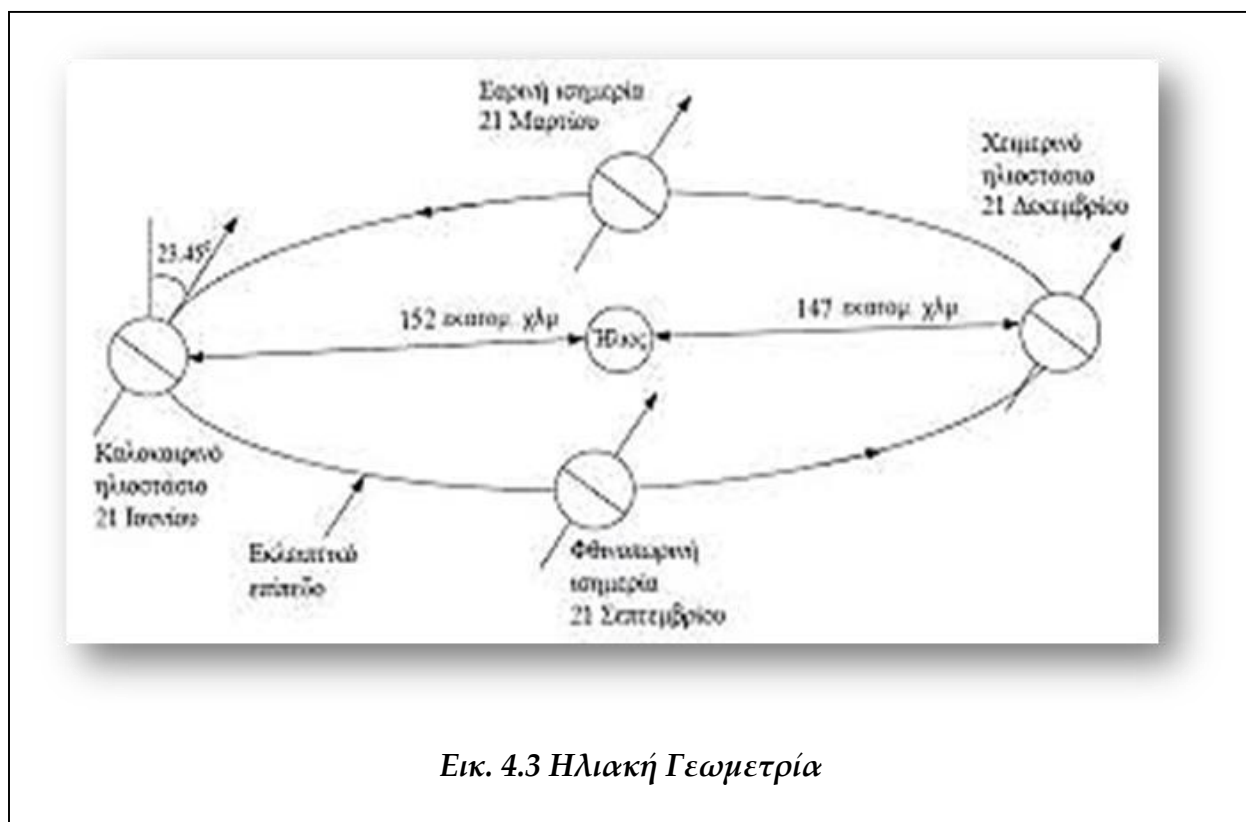 Εαρινή ισημερία
21 Μαρτίου
Χειμερινό
ηλιοστάσιο
21 Δεκεμβρίου
23.45°
152 εκατομ. χλμ
Ήλιος
147 εκατομ. χλμ
Καλοκαιρινό
ηλιοστάσιο
21 Ιουνίου
Εκλειπτικό
επίπεδο
Φθινοπωρινή
ισημερία
21 Σεπτεμβρίου
Εικ. 4.3 Ηλιακή Γεωμετρία